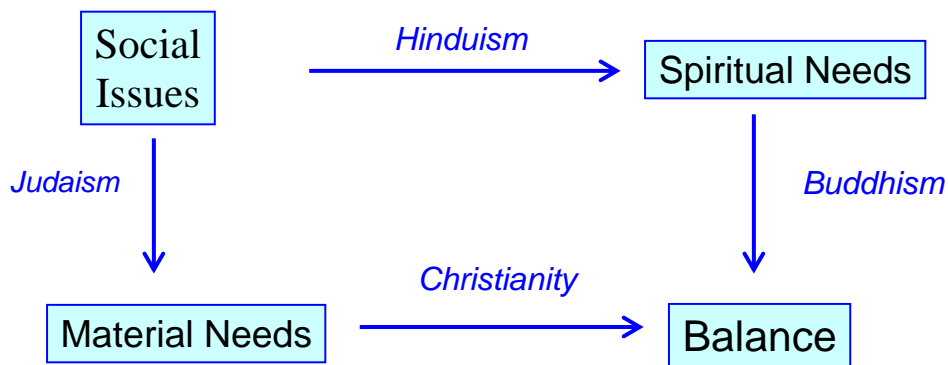 Social
Issues
Hinduism
Spiritual Needs
Judaism
Buddhism
Christianity
Material Needs
Balance